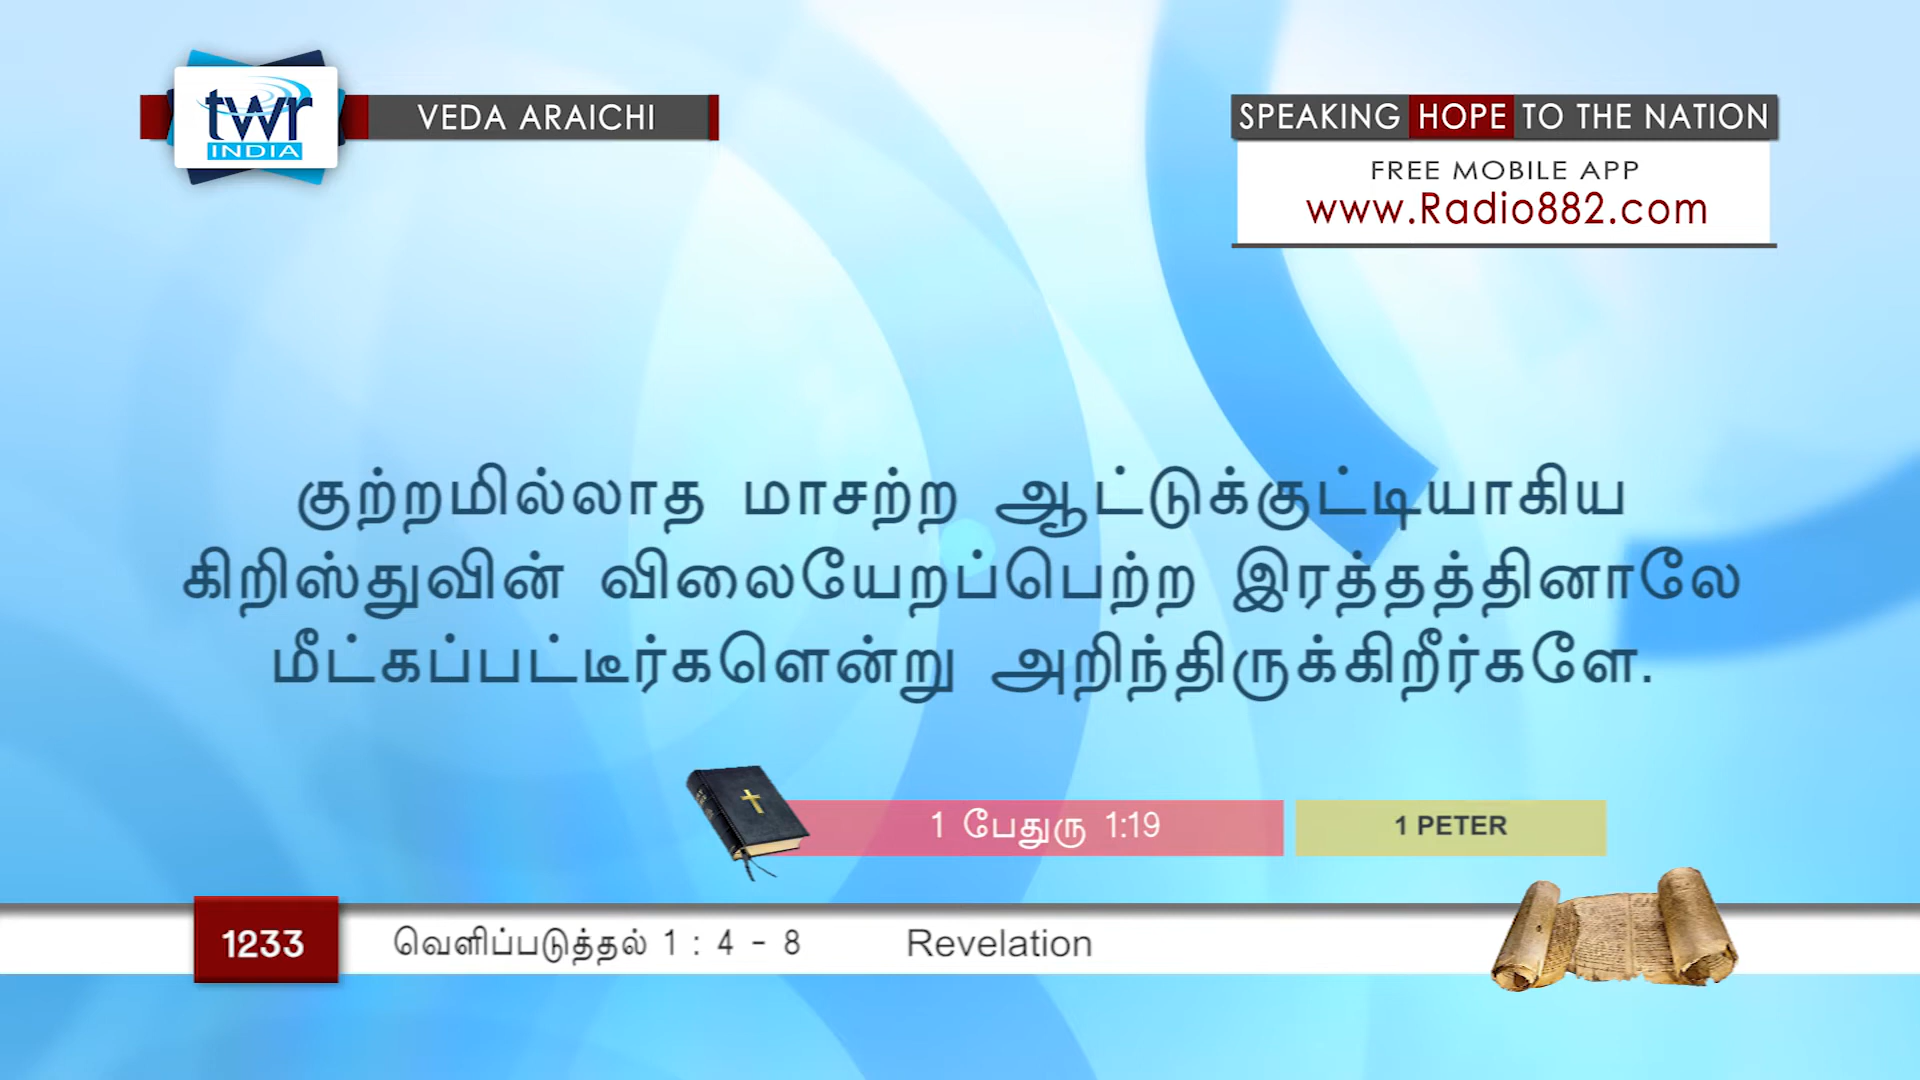 twr
INDIA
VEDA ARAICHI
SPEAKING HOPE TO THE NATION
FREE MOBILE APP
www.Radio882.com
குற்றமில்லாத மாசற்ற ஆட்டுக்குட்டியாகிய
கிறிஸ்துவின் விலையேறப்பெற்ற இரத்தத்தினாலே
மீட்கப்பட்டீர்களென்று அறிந்திருக்கிறீர்களே.
1 பேதுரு 1:19
1 PETER
1233
வெளிப்படுத்தல் 1 : 4 - 8
Revelation